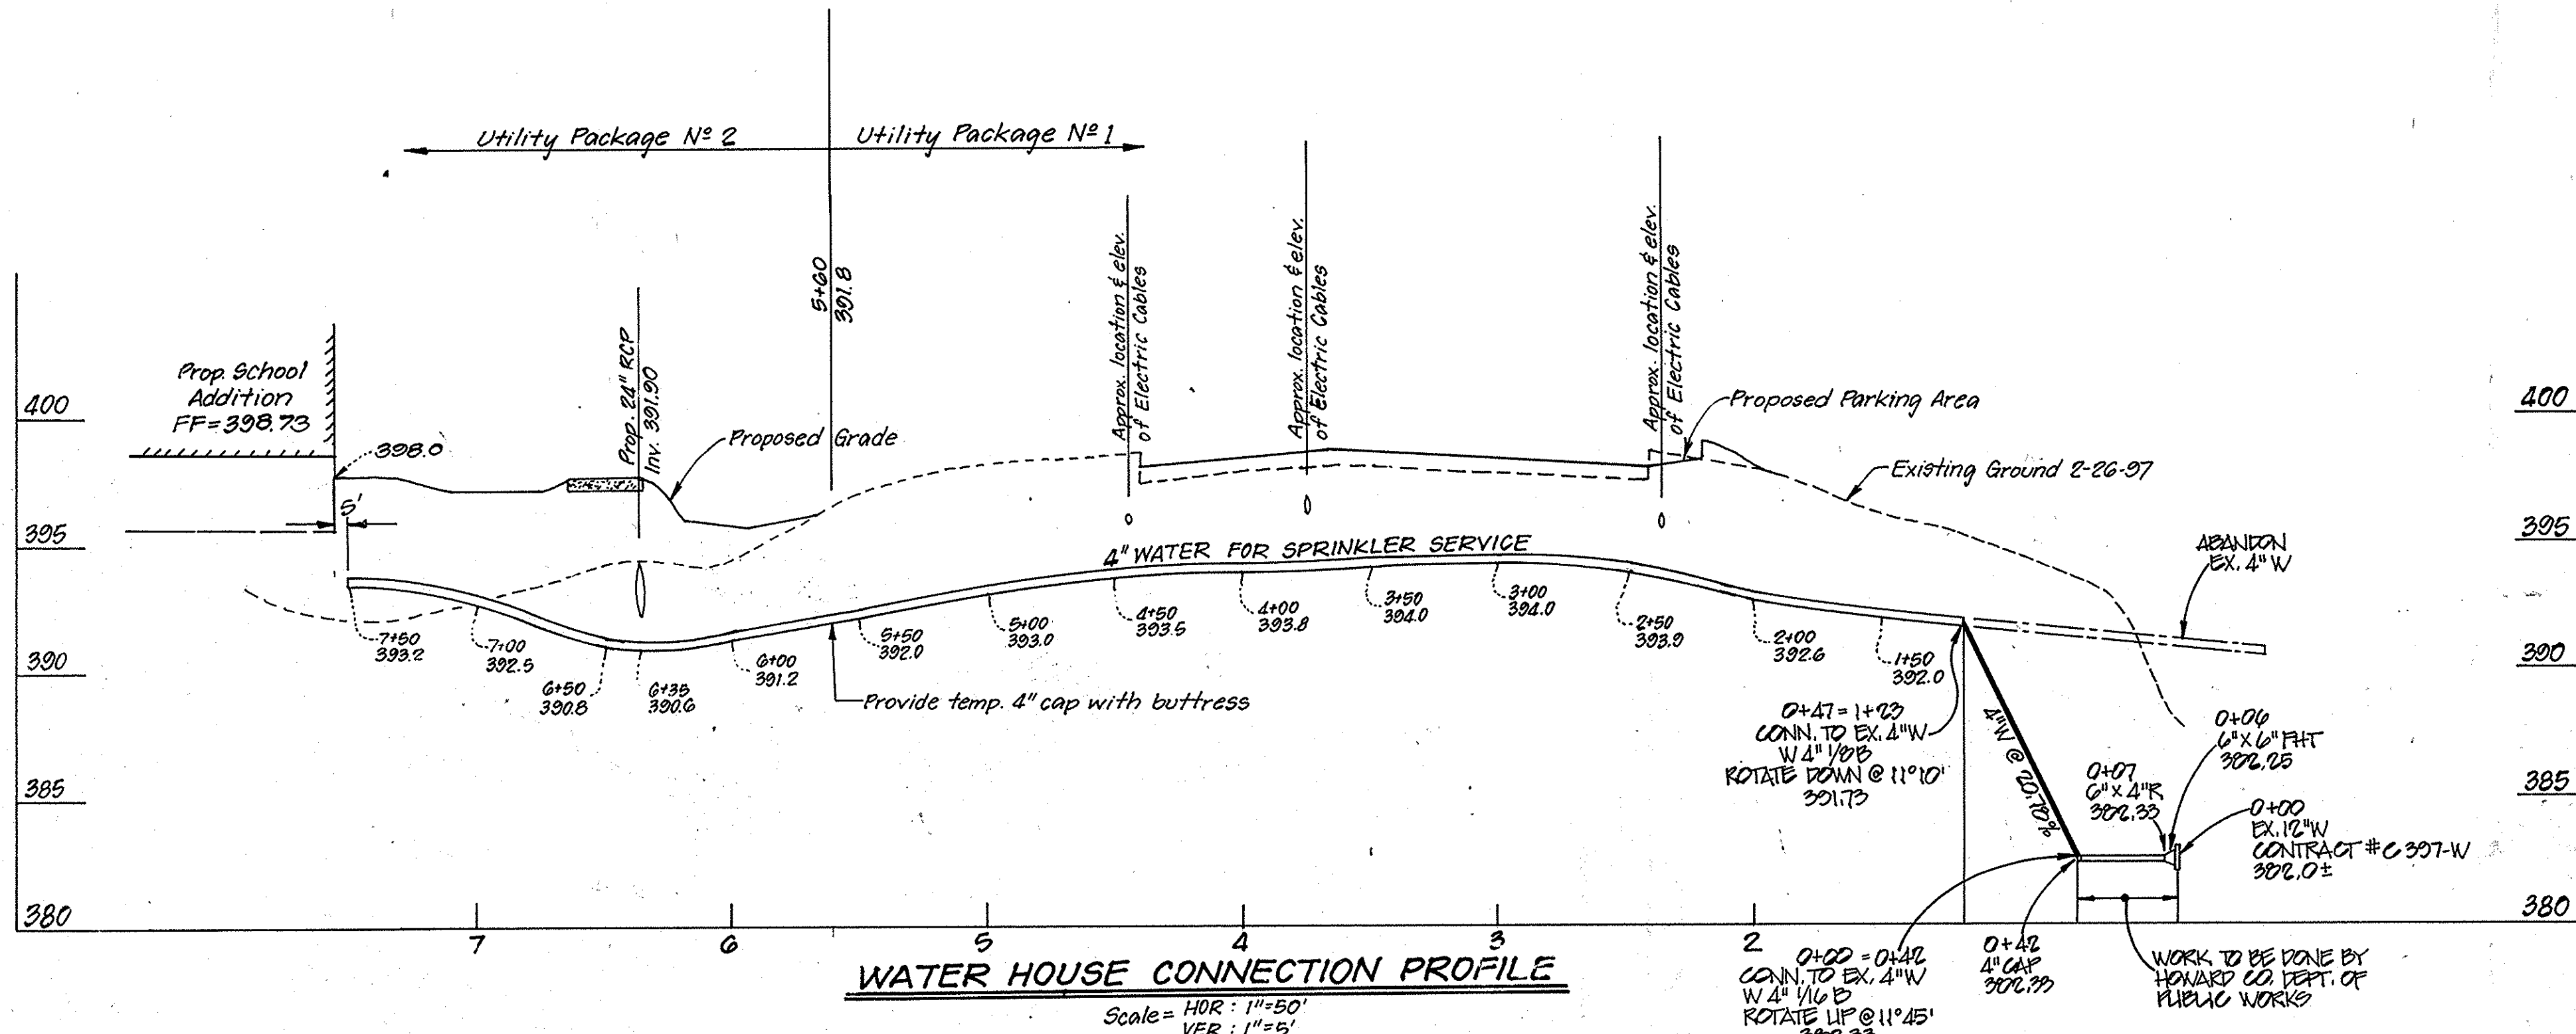 Utility Package Nº 2
Utility Package Nº 1
5+60
391.8
Approx. location & elev.
of Electric Cables
Approx. location & elev.
of Electric Cables
Approx. location & elev.
of Electric Cables
Prop. School
Addition
FF=398.73
398.0
5'
Prop. 24" RCP
Inv. 391.90
Proposed Grade
Proposed Parking Area
Existing Ground 2-26-97
400
395
390
385
380
400
395
390
385
380
4" WATER FOR SPRINKLER SERVICE
ABANDON
EX. 4" W
7+50
393.2
7+00
392.5
6+50
390.8
6+35
390.6
6+00
391.2
5+50
392.0
5+00
393.0
4+50
393.5
4+00
393.8
3+50
394.0
3+00
394.0
2+50
393.9
2+00
392.6
1+50
392.0
Provide temp. 4" cap with buttress
0+47 = 1+23
CONN. TO EX. 4" W
W 4" 1/8 B
ROTATE DOWN @ 11°10'
391.73
4" W @ 20.78%
0+07
6" X 4" R
382.33
0+06
6" X 6" FHT
382.25
0+00
EX. 12" W
CONTRACT # C 397-W
382.0±
7
6
5
4
3
2
0+00 = 0+42
CONN. TO EX. 4" W
W 4" 1/16 B
ROTATE UP @ 11°45'
382.33
0+42
4" CAP
382.33
WORK TO BE DONE BY
HOWARD CO. DEPT. OF
PUBLIC WORKS
WATER HOUSE CONNECTION PROFILE
Scale = HOR : 1"=50'
VER : 1"=5'